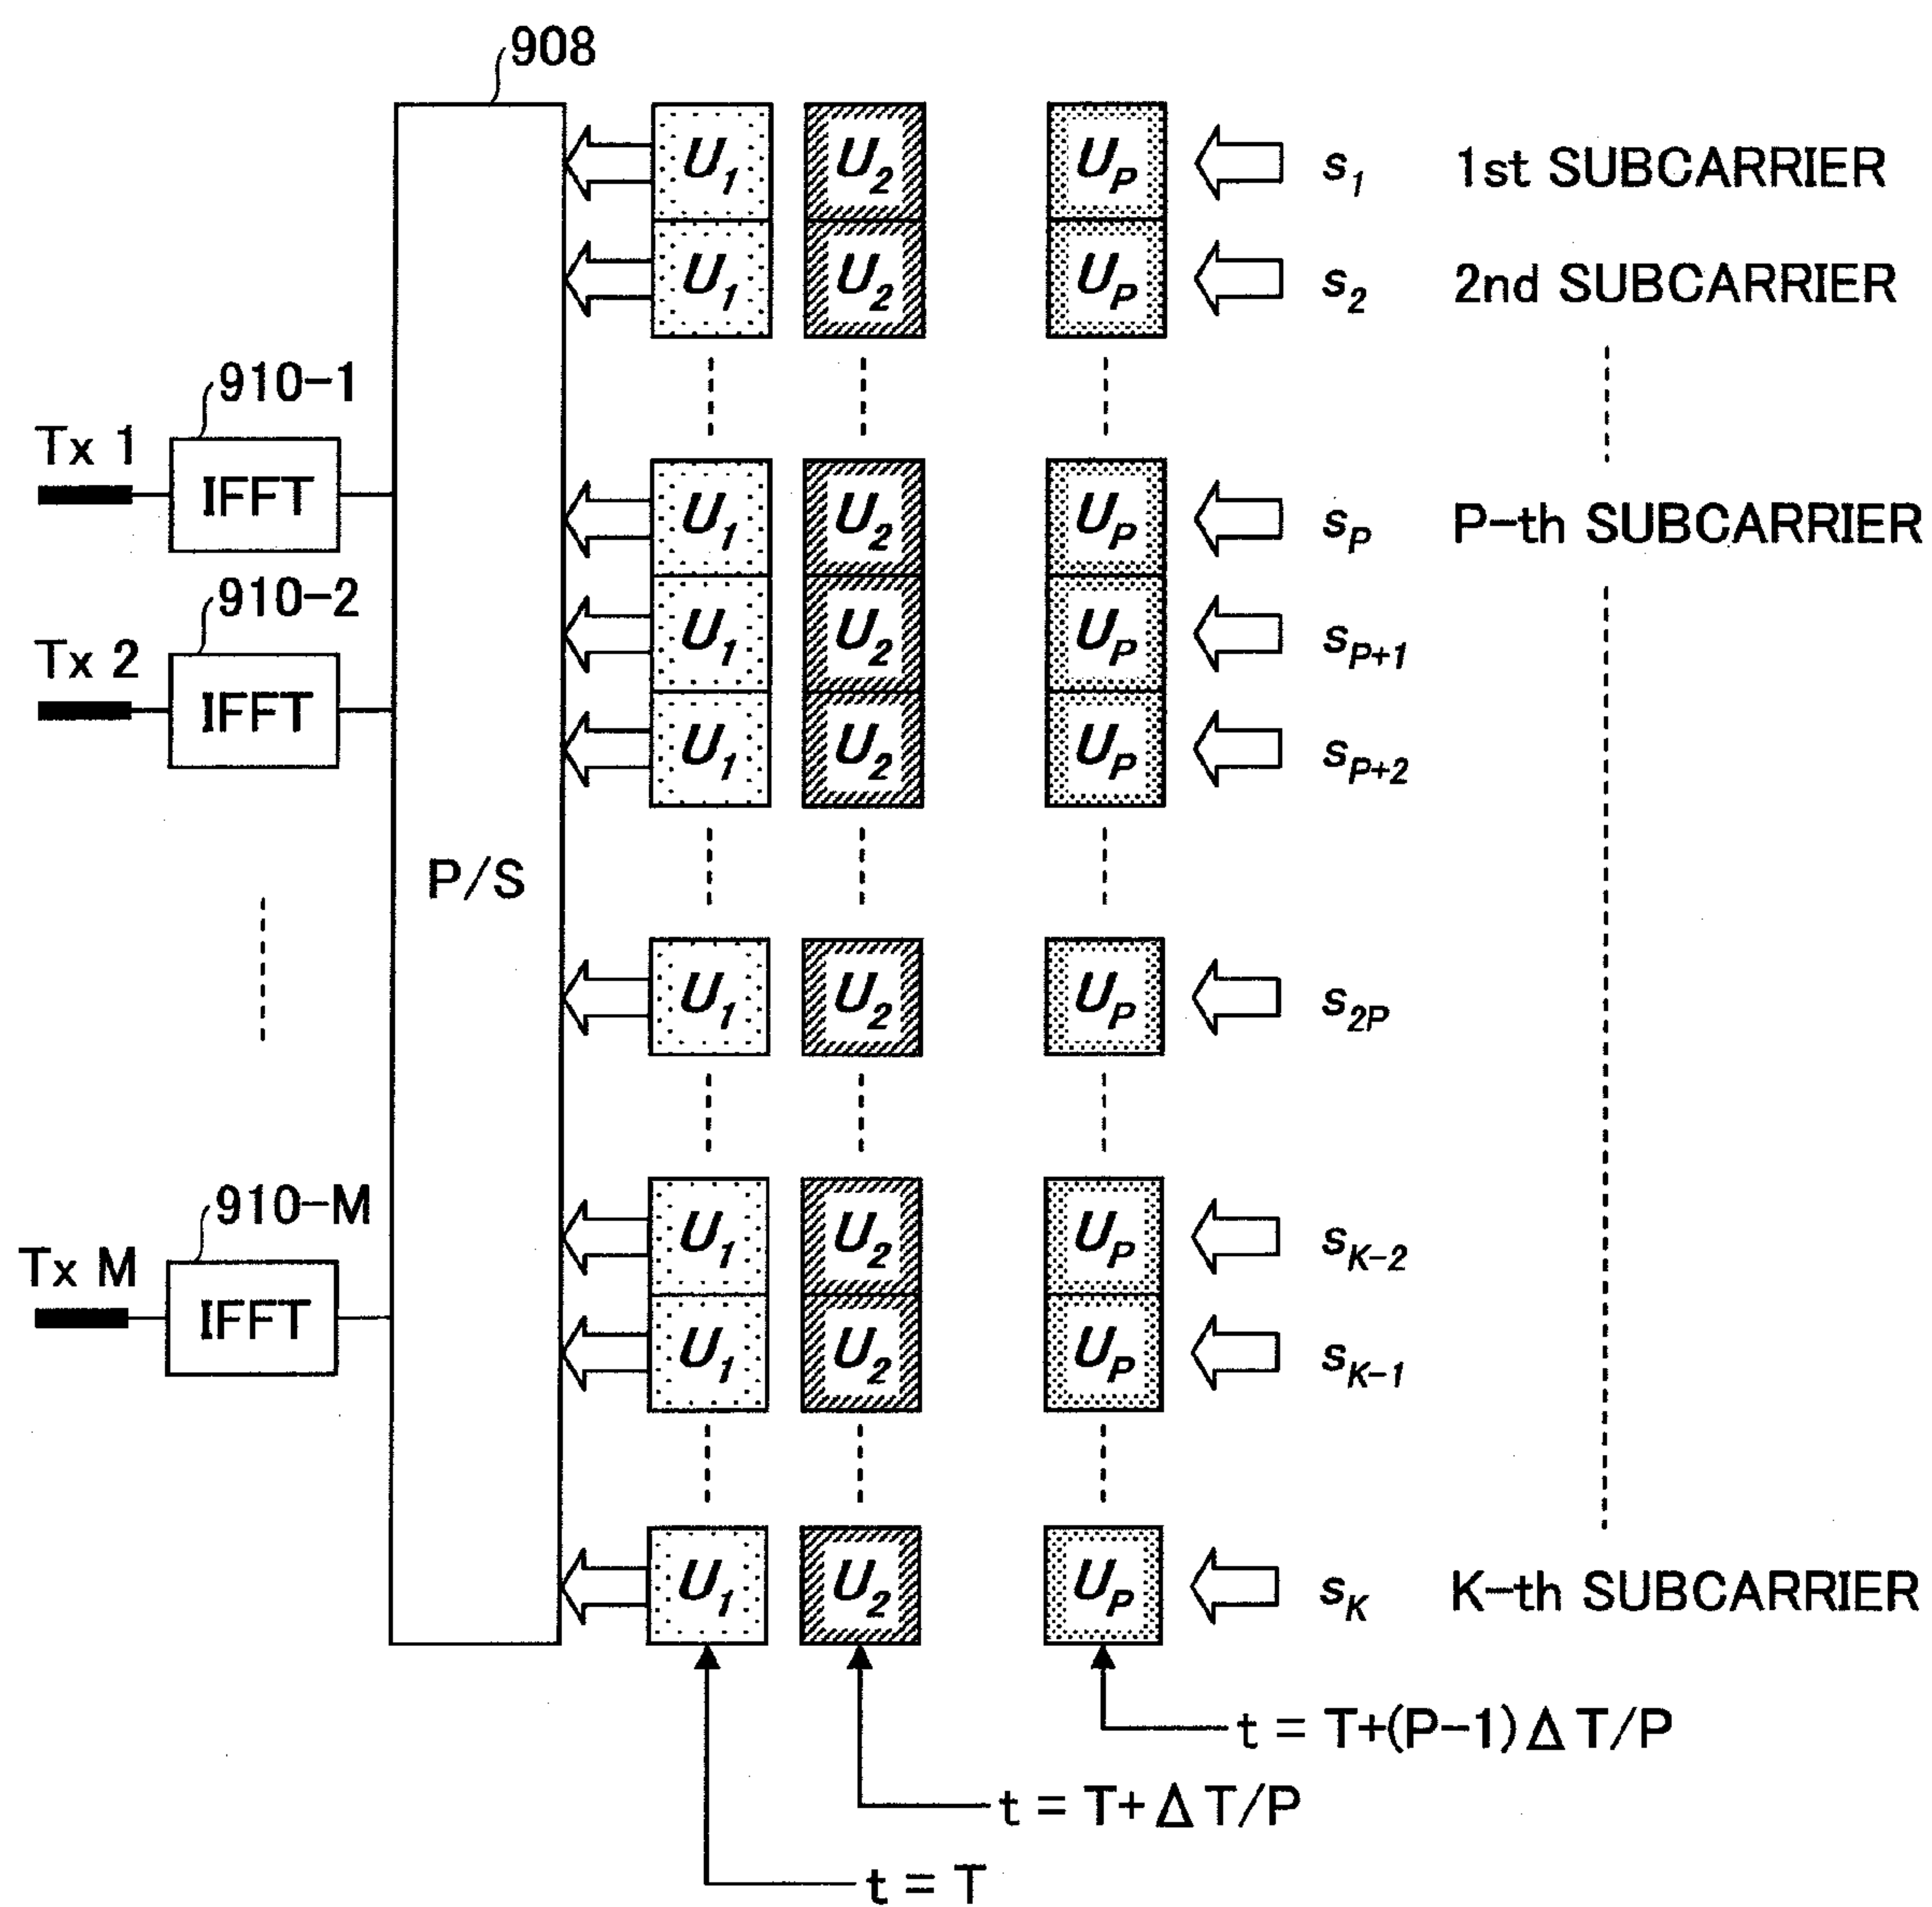 908
U1 U2 UP s1 1st SUBCARRIER
U1 U2 UP s2 2nd SUBCARRIER
910-1
Tx 1 IFFT
U1 U2 UP sP P-th SUBCARRIER
910-2
U1 U2 UP sP+1
Tx 2 IFFT
U1 U2 UP sP+2
P/S
U1 U2 UP s2P
910-M
U1 U2 UP sK-2
Tx M IFFT
U1 U2 UP sK-1
U1 U2 UP sK K-th SUBCARRIER
t = T+(P-1)Δ T/P
t = T+ Δ T/P
t = T